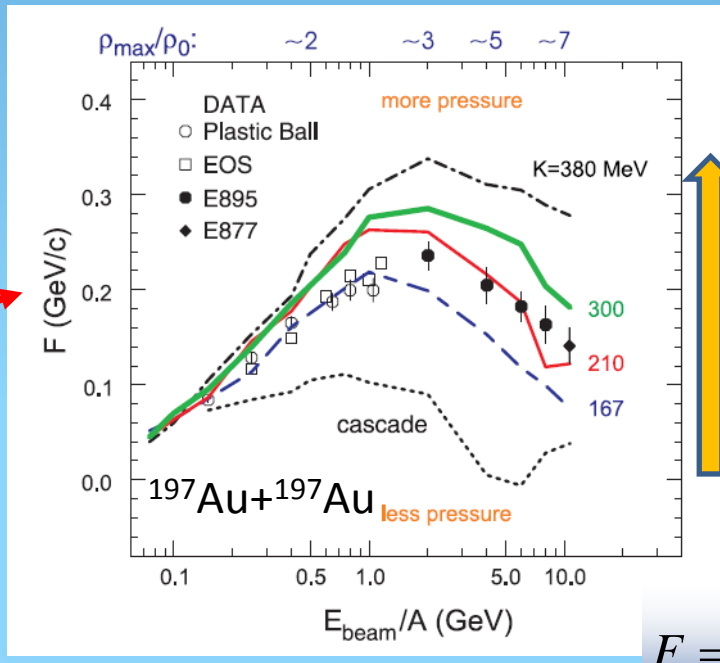 ρmax/ρ0: ~2 ~3 ~5 ~7
0.4
DATA
more pressure
Plastic Ball
EOS
K=380 MeV
0.3
E895
E877
F (GeV/c)
0.2
300
210
0.1
167
cascade
0.0
¹⁹⁷Au+¹⁹⁷Au
less pressure
0.1 0.5 1.0 5.0 10.0
Ebeam/A (GeV)
F =